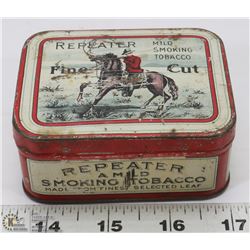 REPEATER MILD
SMOKING
TOBACCO
Fine Cut
REPEATER
A MILD
SMOKING TOBACCO
MADE FROM FINEST SELECTED LEAF
14 15 16 17